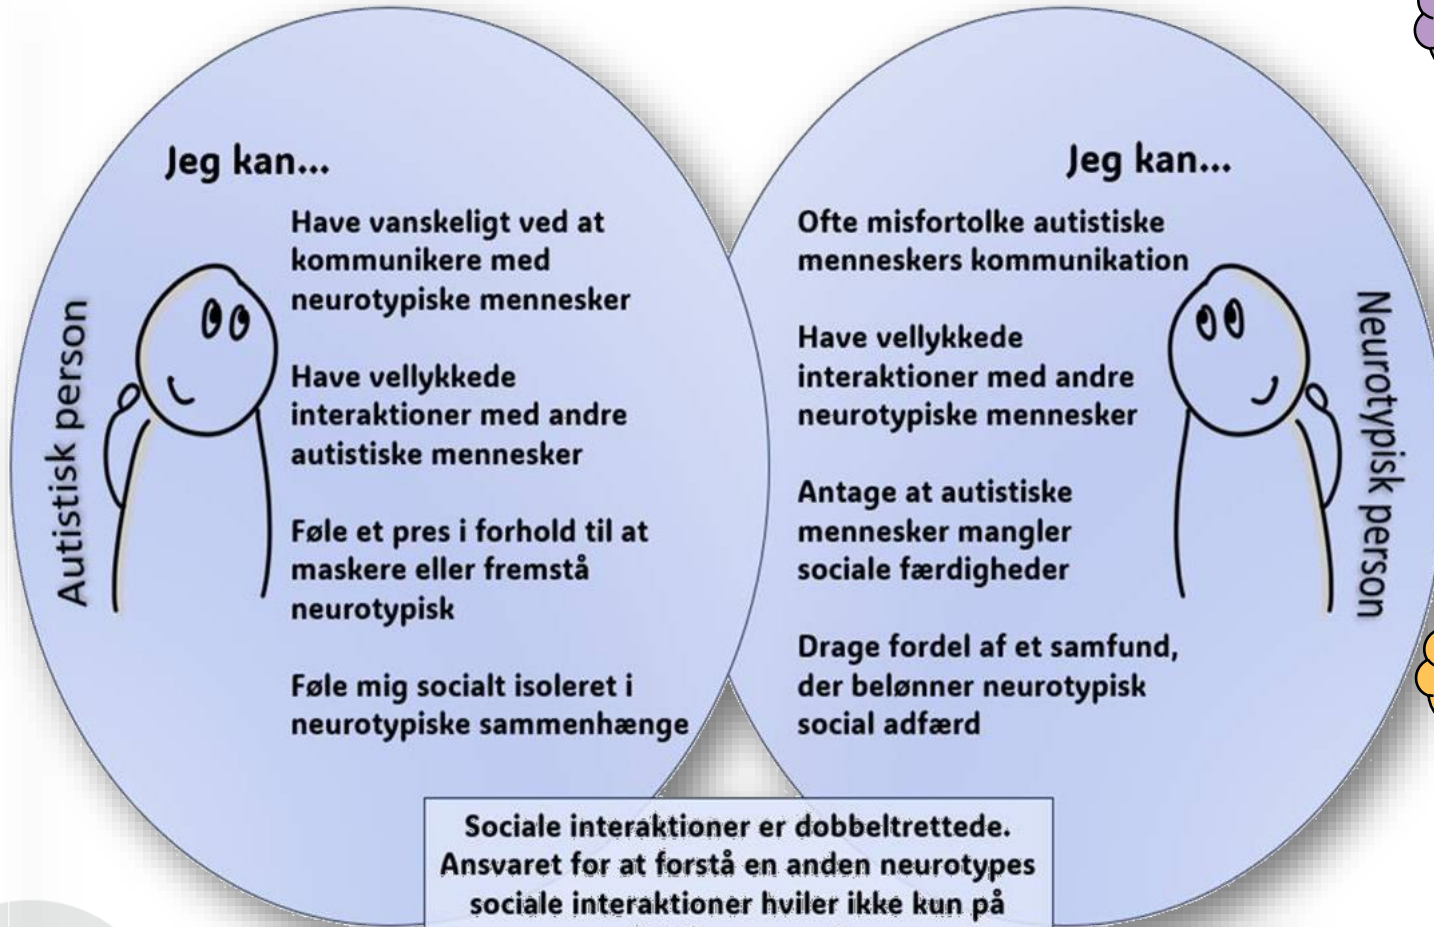 Jeg kan...
Have vanskeligt ved at
kommunikere med
neurotypiske mennesker
Have vellykkede
interaktioner med andre
autistiske mennesker
Føle et pres i forhold til at
maskere eller fremstå
neurotypisk
Føle mig socialt isoleret i
neurotypiske sammenhænge
Autistisk person
Jeg kan...
Ofte misfortolke autistiske
menneskers kommunikation
Have vellykkede
interaktioner med andre
neurotypiske mennesker
Antage at autistiske
mennesker mangler
sociale færdigheder
Drage fordel af et samfund,
der belønner neurotypisk
social adfærd
Neurotypisk person
Sociale interaktioner er dobbeltrettede.
Ansvaret for at forstå en anden neurotypes
sociale interaktioner hviler ikke kun på